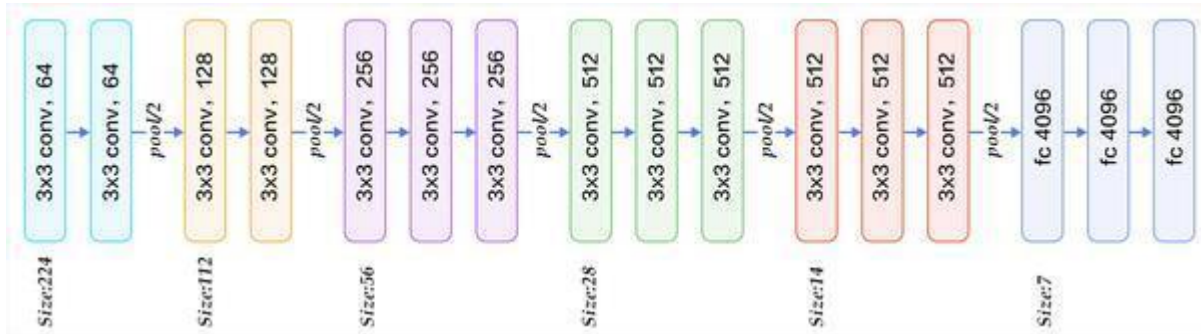 3x3 conv, 64
3x3 conv, 64
pool/2
3x3 conv, 128
3x3 conv, 128
pool/2
3x3 conv, 256
3x3 conv, 256
3x3 conv, 256
pool/2
3x3 conv, 512
3x3 conv, 512
3x3 conv, 512
pool/2
3x3 conv, 512
3x3 conv, 512
3x3 conv, 512
pool/2
fc 4096
fc 4096
fc 4096
Size:224
Size:112
Size:56
Size:28
Size:14
Size:7